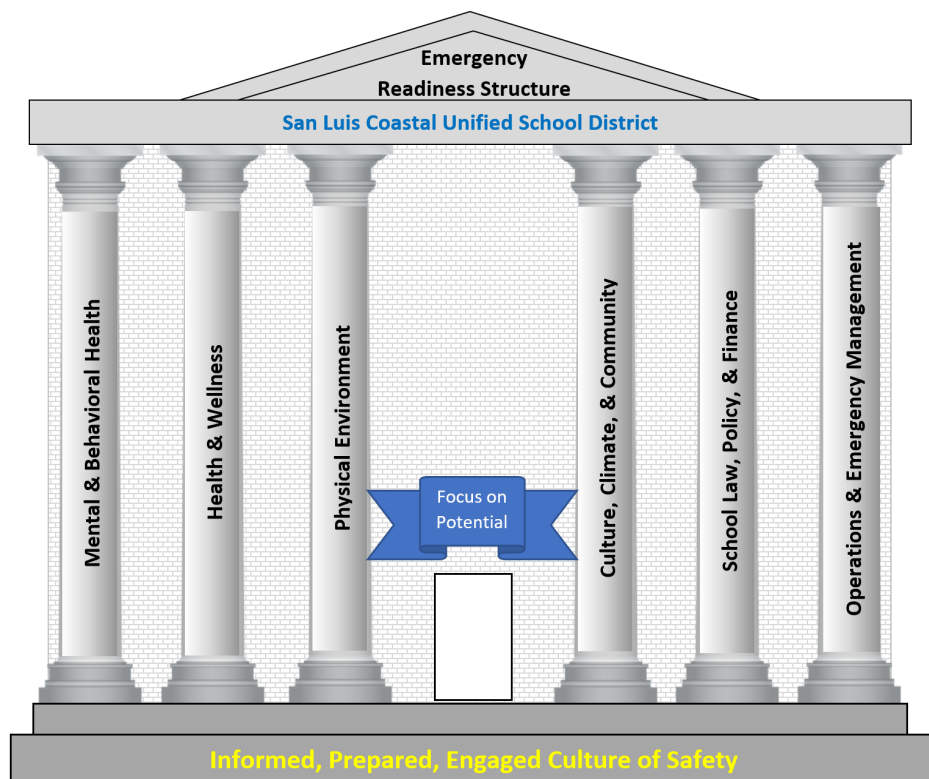 Emergency
Readiness Structure
San Luis Coastal Unified School District
Mental & Behavioral Health
Health & Wellness
Physical Environment
Focus on
Potential
Culture, Climate, & Community
School Law, Policy, & Finance
Operations & Emergency Management
Informed, Prepared, Engaged Culture of Safety